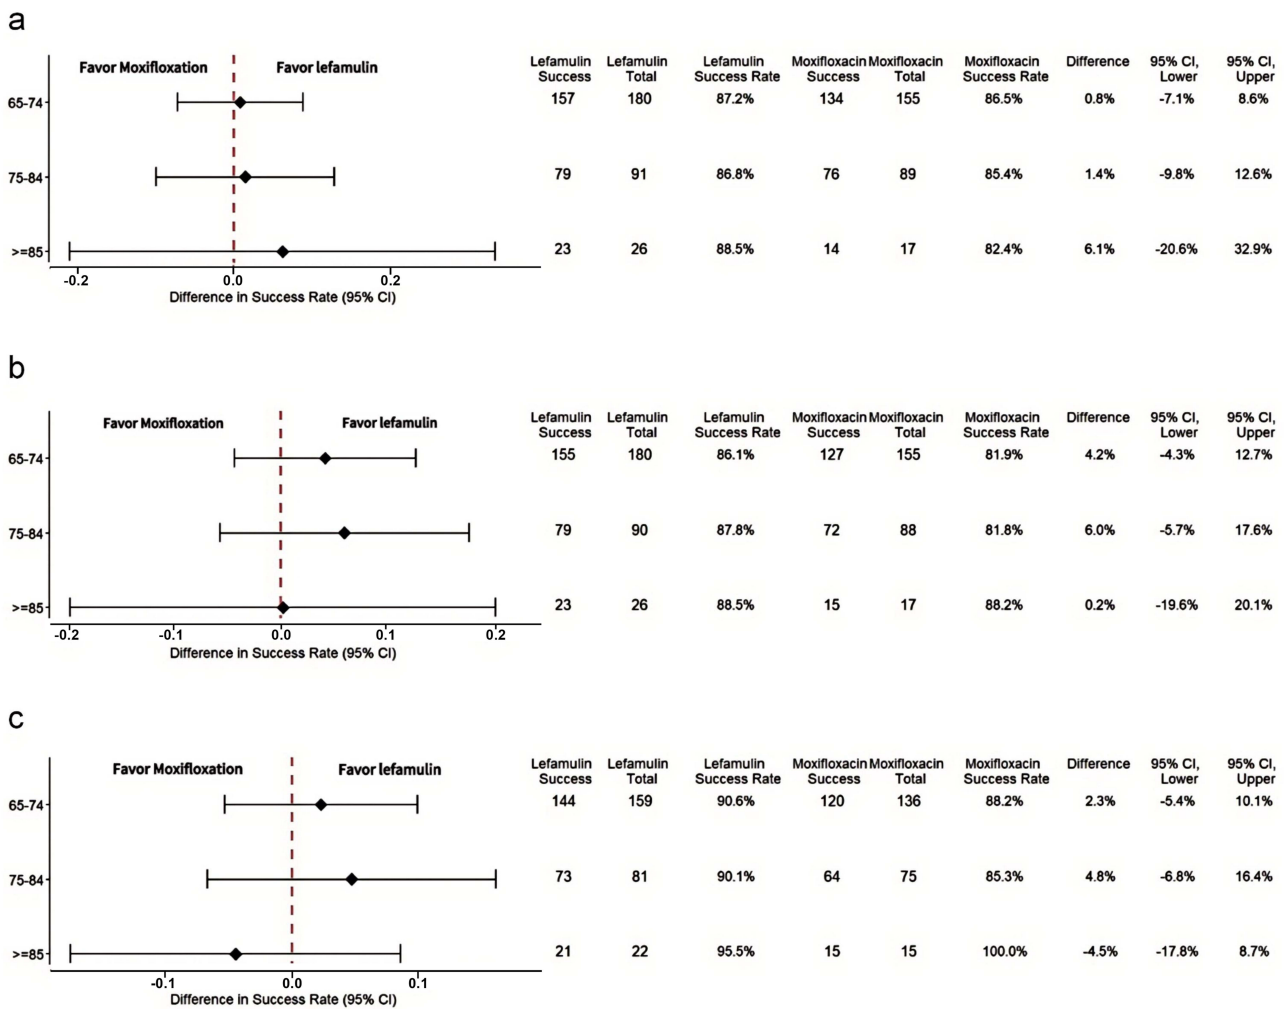 a
Favor Moxifloxation Favor lefamulin
Lefamulin Lefamulin Lefamulin Moxifloxacin Moxifloxacin Moxifloxacin Difference 95% CI, 95% CI,
Success Total Success Rate Success Total Success Rate Lower Upper
65-74 157 180 87.2% 134 155 86.5% 0.8% -7.1% 8.6%
75-84 79 91 86.8% 76 89 85.4% 1.4% -9.8% 12.6%
>=85 23 26 88.5% 14 17 82.4% 6.1% -20.6% 32.9%
-0.2 0.0 0.2
Difference in Success Rate (95% CI)
b
Favor Moxifloxation Favor lefamulin
Lefamulin Lefamulin Lefamulin Moxifloxacin Moxifloxacin Moxifloxacin Difference 95% CI, 95% CI,
Success Total Success Rate Success Total Success Rate Lower Upper
65-74 155 180 86.1% 127 155 81.9% 4.2% -4.3% 12.7%
75-84 79 90 87.8% 72 88 81.8% 6.0% -5.7% 17.6%
>=85 23 26 88.5% 15 17 88.2% 0.2% -19.6% 20.1%
-0.2 -0.1 0.0 0.1 0.2
Difference in Success Rate (95% CI)
c
Favor Moxifloxation Favor lefamulin
Lefamulin Lefamulin Lefamulin Moxifloxacin Moxifloxacin Moxifloxacin Difference 95% CI, 95% CI,
Success Total Success Rate Success Total Success Rate Lower Upper
65-74 144 159 90.6% 120 136 88.2% 2.3% -5.4% 10.1%
75-84 73 81 90.1% 64 75 85.3% 4.8% -6.8% 16.4%
>=85 21 22 95.5% 15 15 100.0% -4.5% -17.8% 8.7%
-0.1 0.0 0.1
Difference in Success Rate (95% CI)